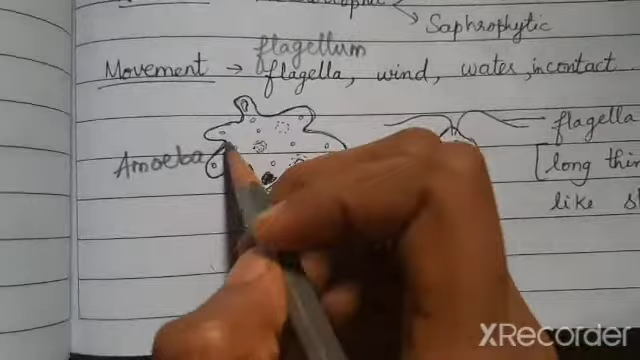 Saphrophytic
flagellum
Movement → flagella, wind, water, incontact
flagella
Amoeba
long thin
like
XRecorder